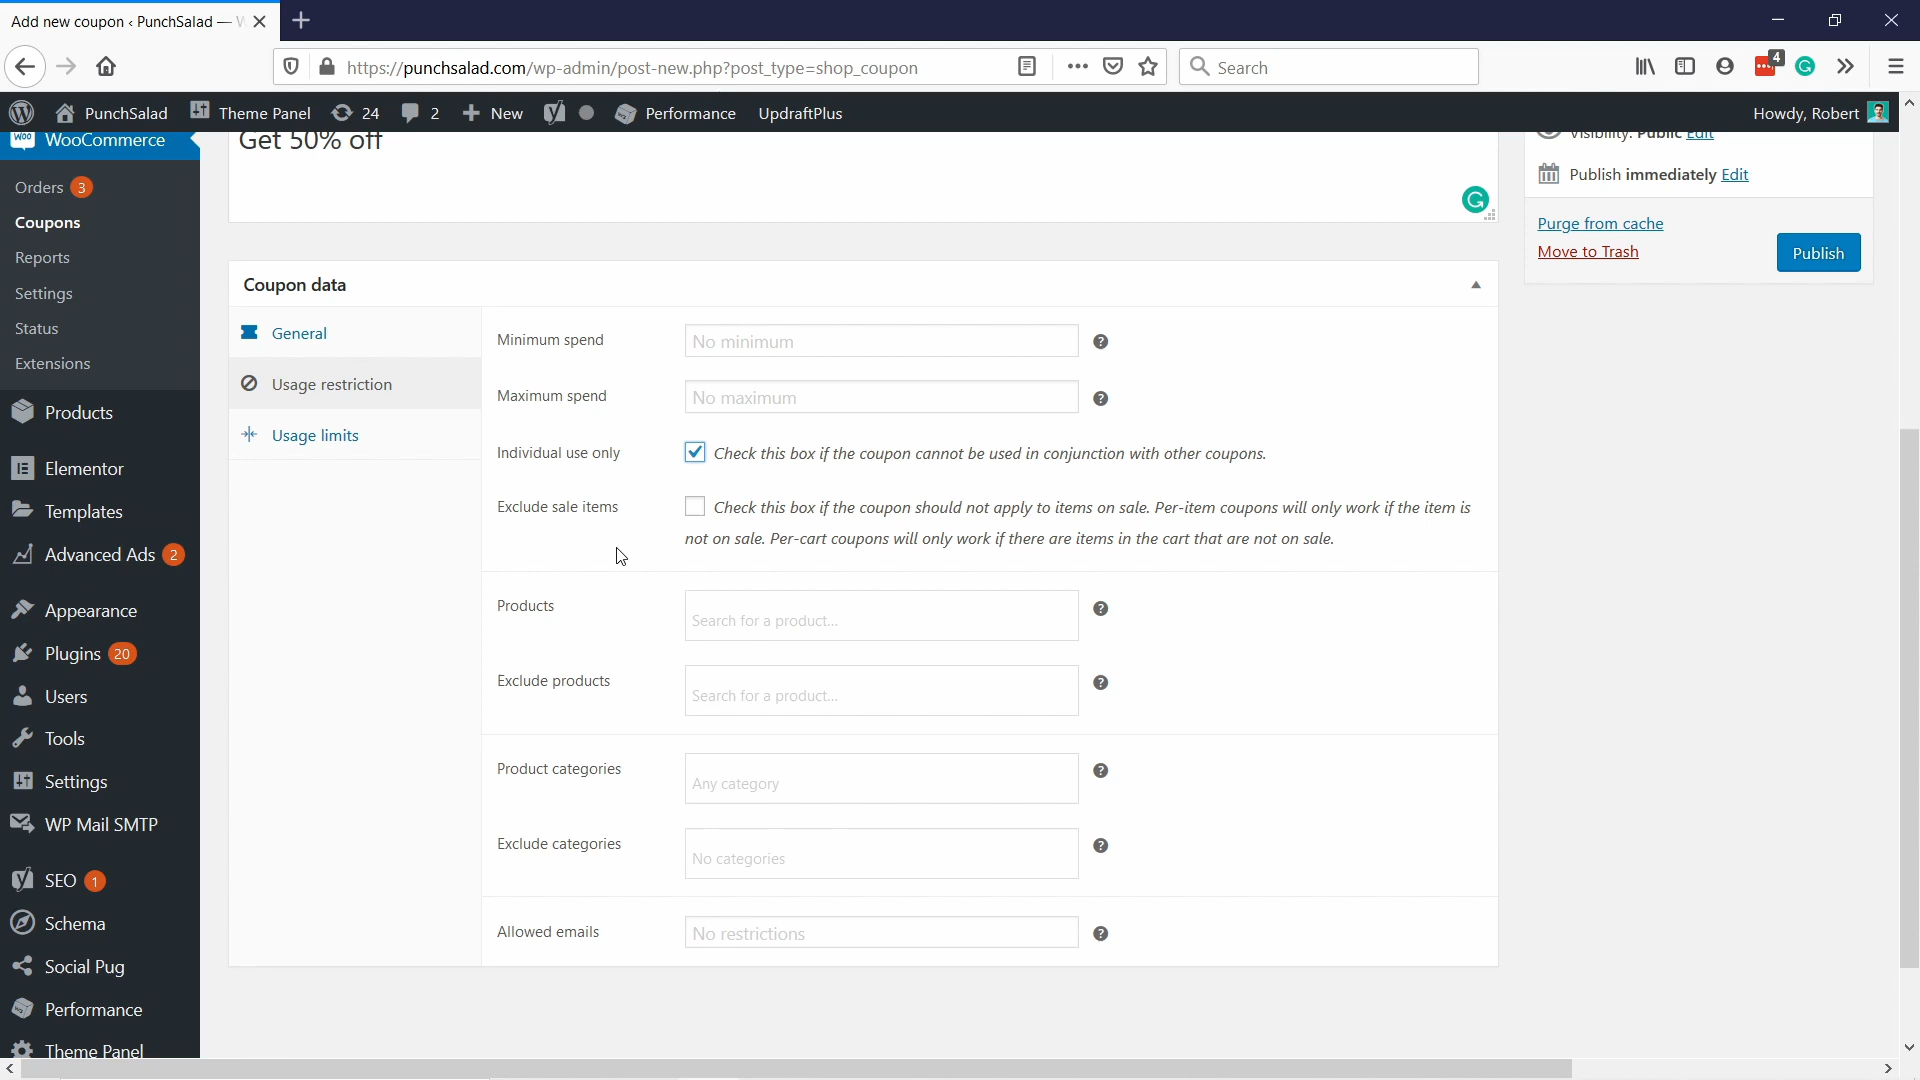 Add new coupon ‹ PunchSalad —
https://punchsalad.com/wp-admin/post-new.php?post_type=shop_coupon
Search
4
PunchSalad
Theme Panel
24
2
New
Performance
UpdraftPlus
Howdy, Robert
WooCommerce
Orders 3
Coupons
Reports
Settings
Status
Extensions
Products
Elementor
Templates
Advanced Ads 2
Appearance
Plugins 20
Users
Tools
Settings
WP Mail SMTP
SEO 1
Schema
Social Pug
Performance
Theme Panel
Get 50% off
Coupon data
General
Usage restriction
Usage limits
Minimum spend
No minimum
Maximum spend
No maximum
Individual use only
Check this box if the coupon cannot be used in conjunction with other coupons.
Exclude sale items
Check this box if the coupon should not apply to items on sale. Per-item coupons will only work if the item is
not on sale. Per-cart coupons will only work if there are items in the cart that are not on sale.
Products
Search for a product...
Exclude products
Search for a product...
Product categories
Any category
Exclude categories
No categories
Allowed emails
No restrictions
Visibility: Public Edit
Publish immediately Edit
Purge from cache
Move to Trash
Publish